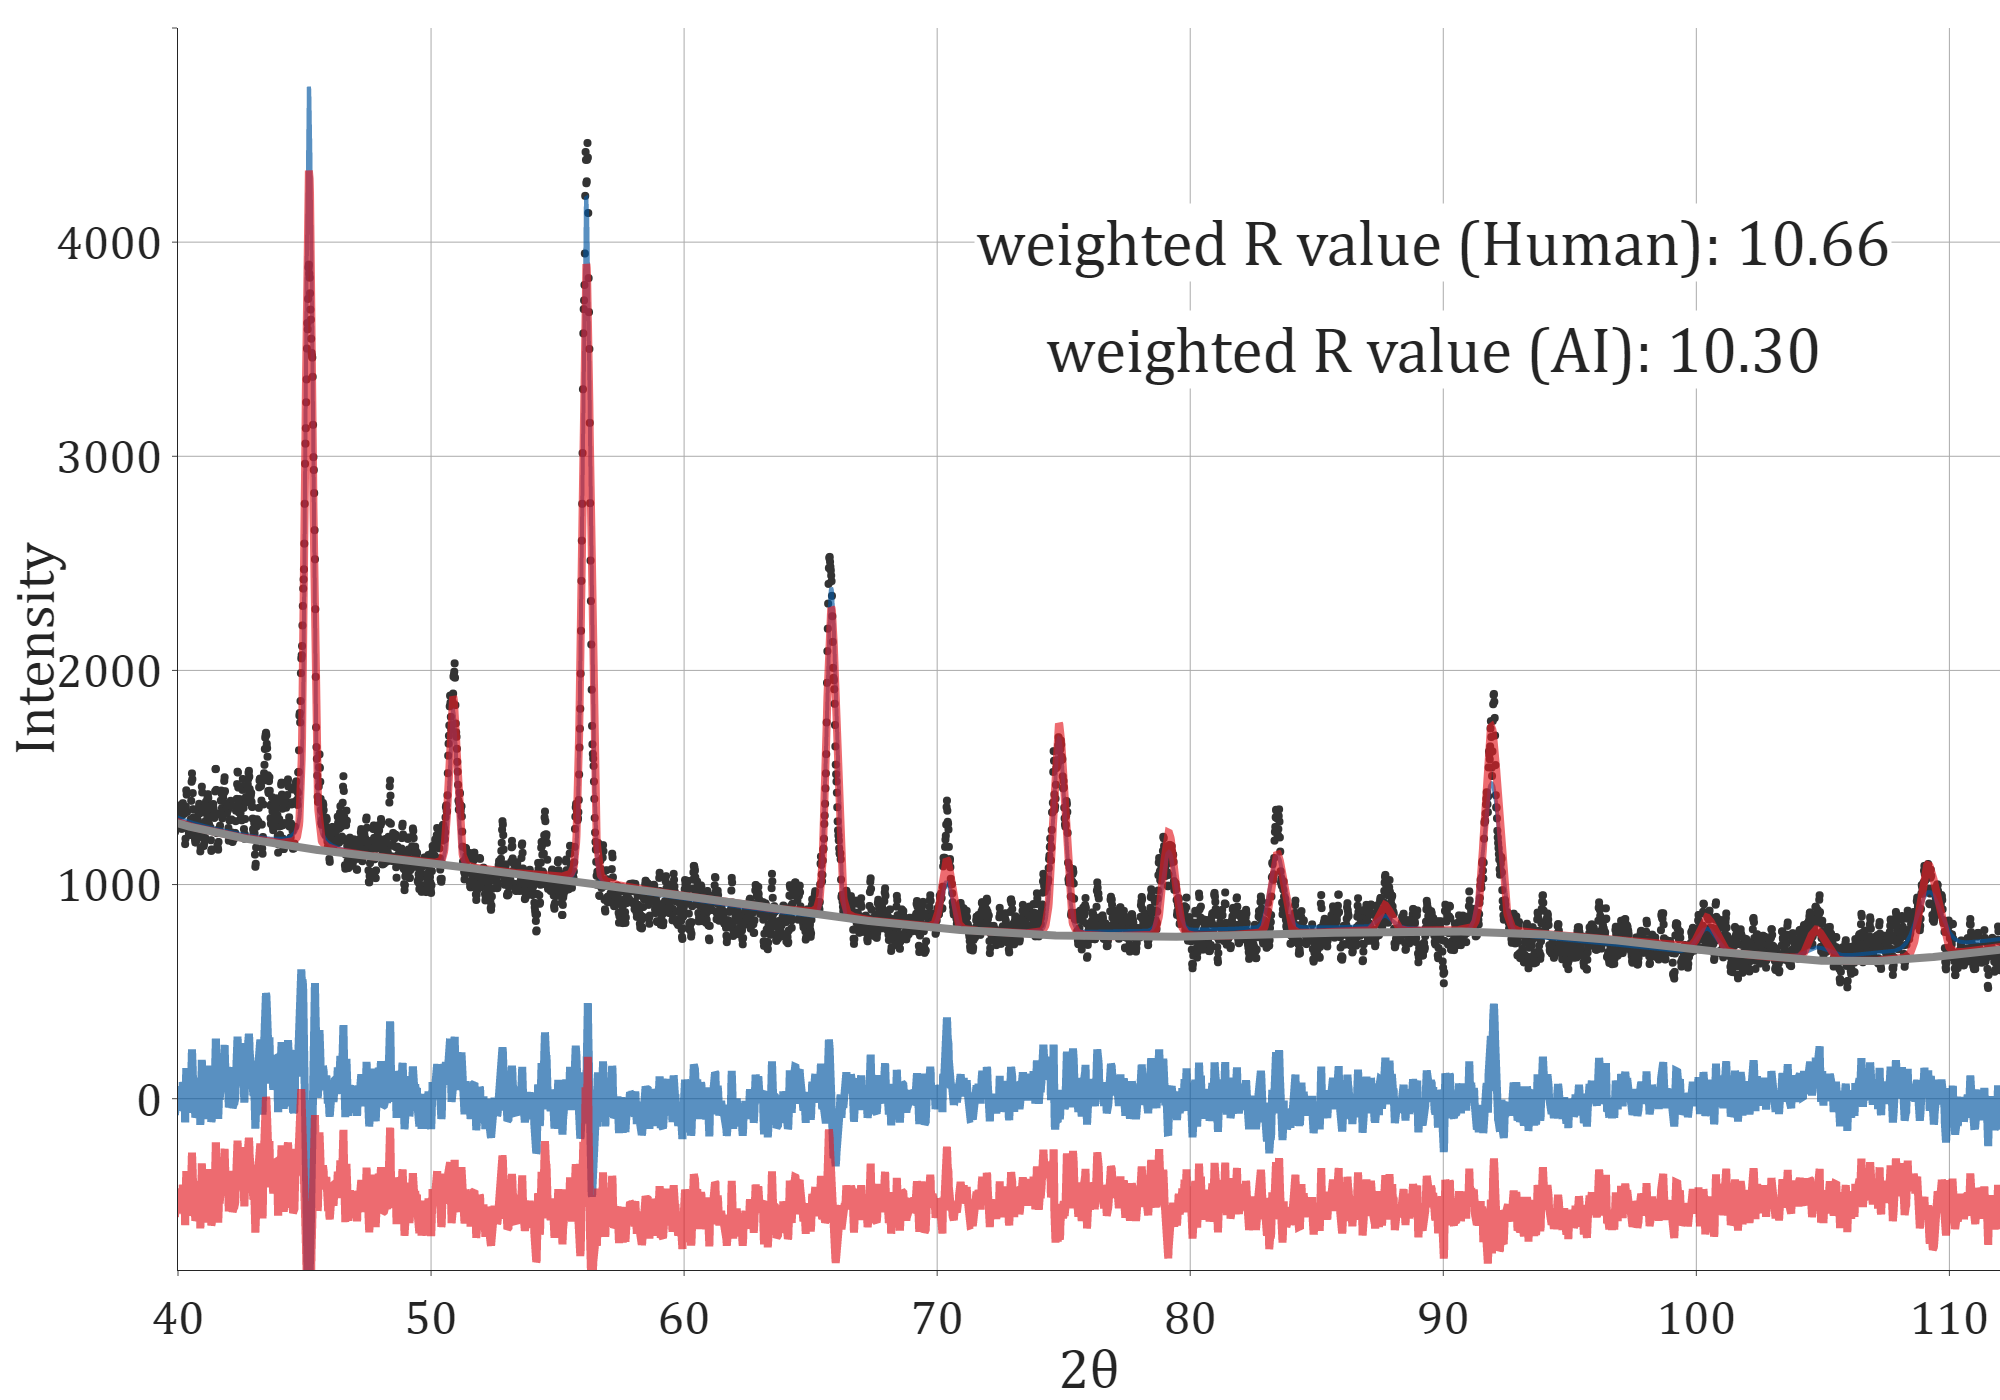 weighted R value (Human): 10.66
weighted R value (AI): 10.30
Intensity
4000
3000
2000
1000
0
40 50 60 70 80 90 100 110
2θ